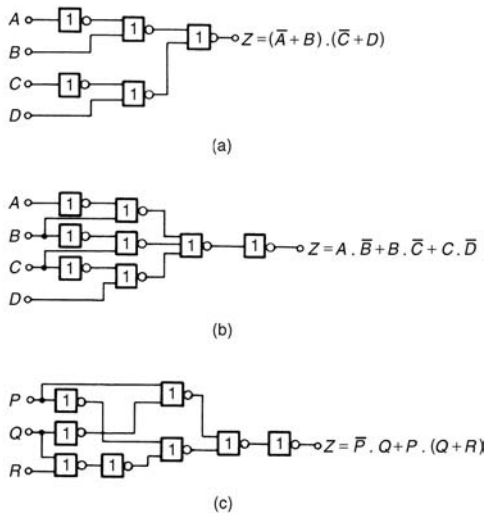 A 1 1 1 Z = (A̅ + B) . (C̅ + D)
B
C 1 1
D
(a)
A 1 1
B 1 1 1 1 Z = A . B̅ + B . C̅ + C . D̅
C 1 1
D
(b)
1
P 1
Q 1 1 1 1 Z = P̅ . Q + P . (Q + R)
R 1 1
(c)